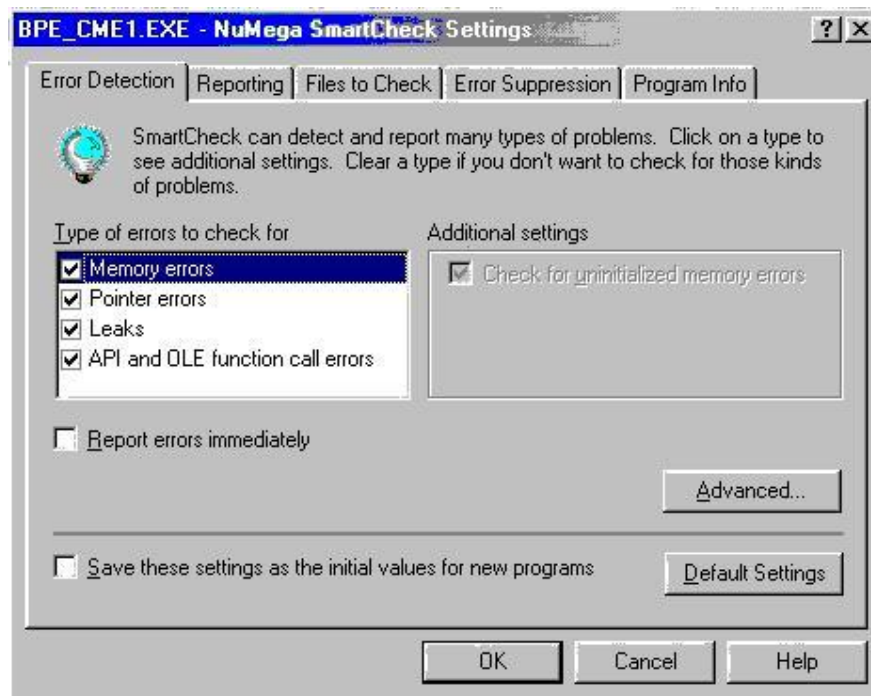 BPE_CME1.EXE - NuMega SmartCheck Settings
Error Detection Reporting Files to Check Error Suppression Program Info
SmartCheck can detect and report many types of problems. Click on a type to
see additional settings. Clear a type if you don't want to check for those kinds
of problems.
Type of errors to check for
Additional settings
Memory errors
Pointer errors
Leaks
API and OLE function call errors
Check for uninitialized memory errors
Report errors immediately
Advanced...
Save these settings as the initial values for new programs
Default Settings
OK Cancel Help